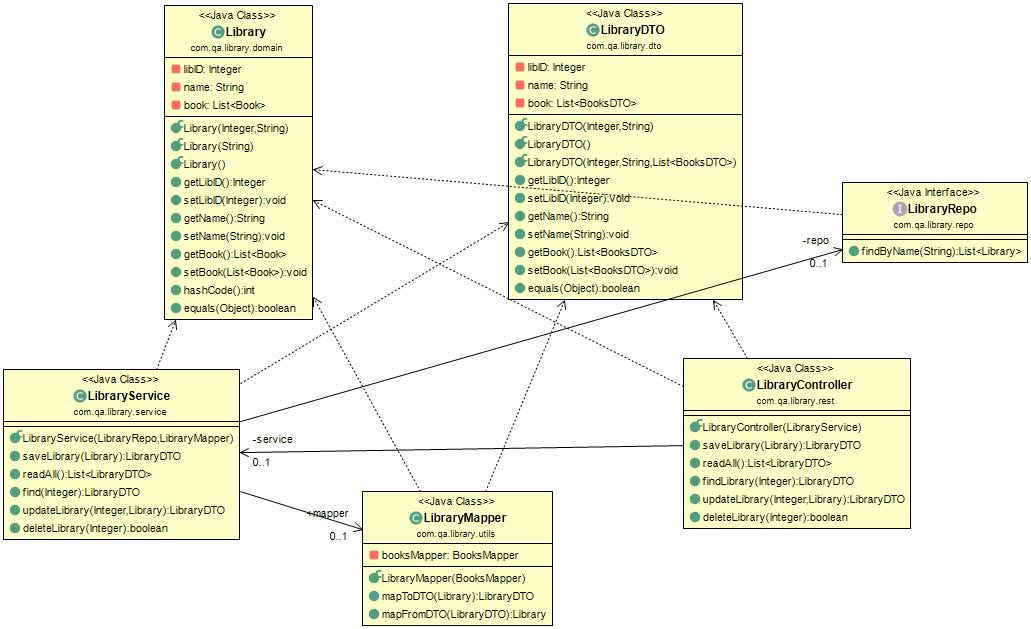 <<Java Class>>
Library
com.qa.library.domain
libID: Integer
name: String
book: List<Book>
Library(Integer,String)
Library(String)
Library()
getLibID():Integer
setLibID(Integer):void
getName():String
setName(String):void
getBook():List<Book>
setBook(List<Book>):void
hashCode():int
equals(Object):boolean
<<Java Class>>
LibraryDTO
com.qa.library.dto
libID: Integer
name: String
book: List<BooksDTO>
LibraryDTO(Integer,String)
LibraryDTO()
LibraryDTO(Integer,String,List<BooksDTO>)
getLibID():Integer
setLibID(Integer):void
getName():String
setName(String):void
getBook():List<BooksDTO>
setBook(List<BooksDTO>):void
equals(Object):boolean
<<Java Interface>>
LibraryRepo
com.qa.library.repo
findByName(String):List<Library>
-repo
0..1
<<Java Class>>
LibraryService
com.qa.library.service
LibraryService(LibraryRepo,LibraryMapper)
saveLibrary(Library):LibraryDTO
readAll():List<LibraryDTO>
find(Integer):LibraryDTO
updateLibrary(Integer,Library):LibraryDTO
deleteLibrary(Integer):boolean
-service
0..1
+mapper
0..1
<<Java Class>>
LibraryMapper
com.qa.library.utils
booksMapper: BooksMapper
LibraryMapper(BooksMapper)
mapToDTO(Library):LibraryDTO
mapFromDTO(LibraryDTO):Library
<<Java Class>>
LibraryController
com.qa.library.rest
LibraryController(LibraryService)
saveLibrary(Library):LibraryDTO
readAll():List<LibraryDTO>
findLibrary(Integer):LibraryDTO
updateLibrary(Integer,Library):LibraryDTO
deleteLibrary(Integer):boolean